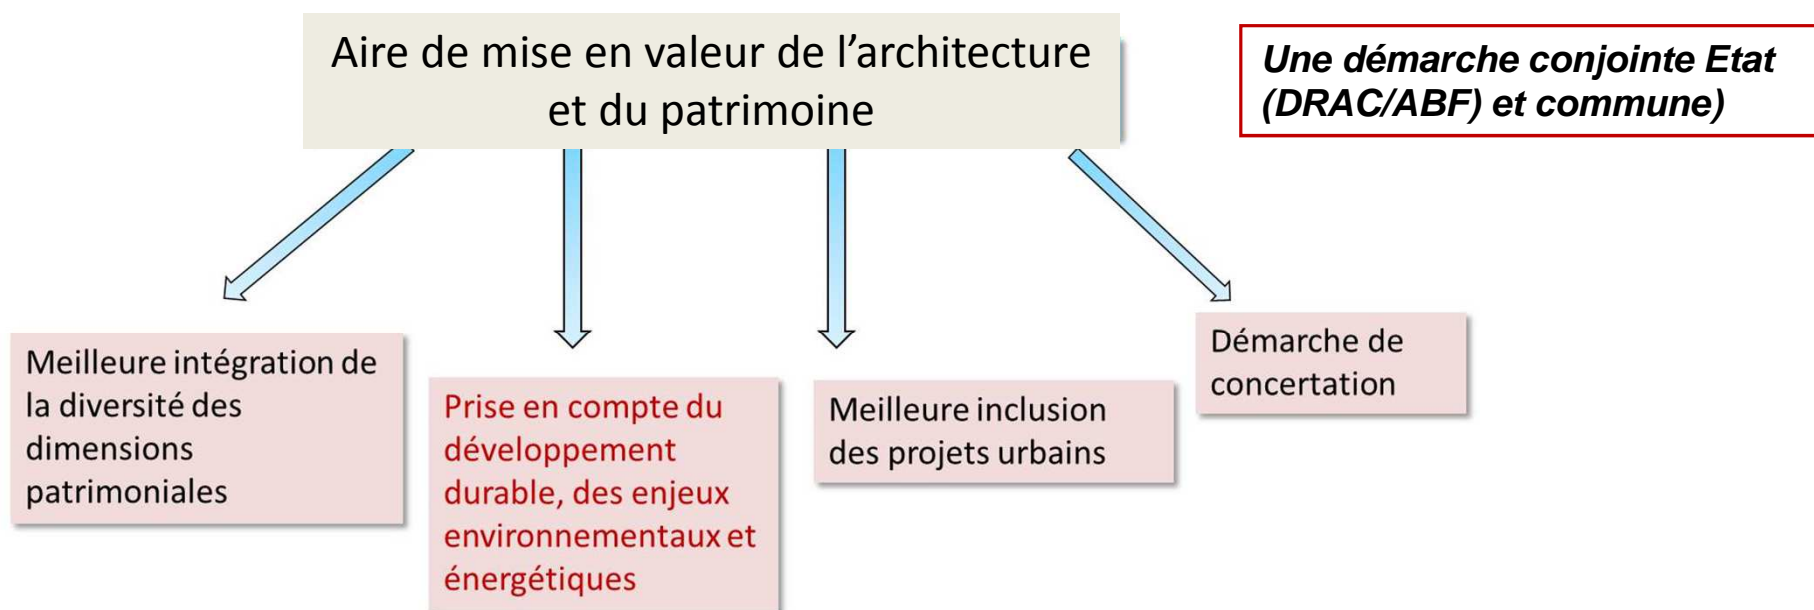 Aire de mise en valeur de l’architecture
et du patrimoine
Une démarche conjointe Etat
(DRAC/ABF) et commune)
Meilleure intégration de
la diversité des
dimensions
patrimoniales
Prise en compte du
développement
durable, des enjeux
environnementaux et
énergétiques
Meilleure inclusion
des projets urbains
Démarche de
concertation